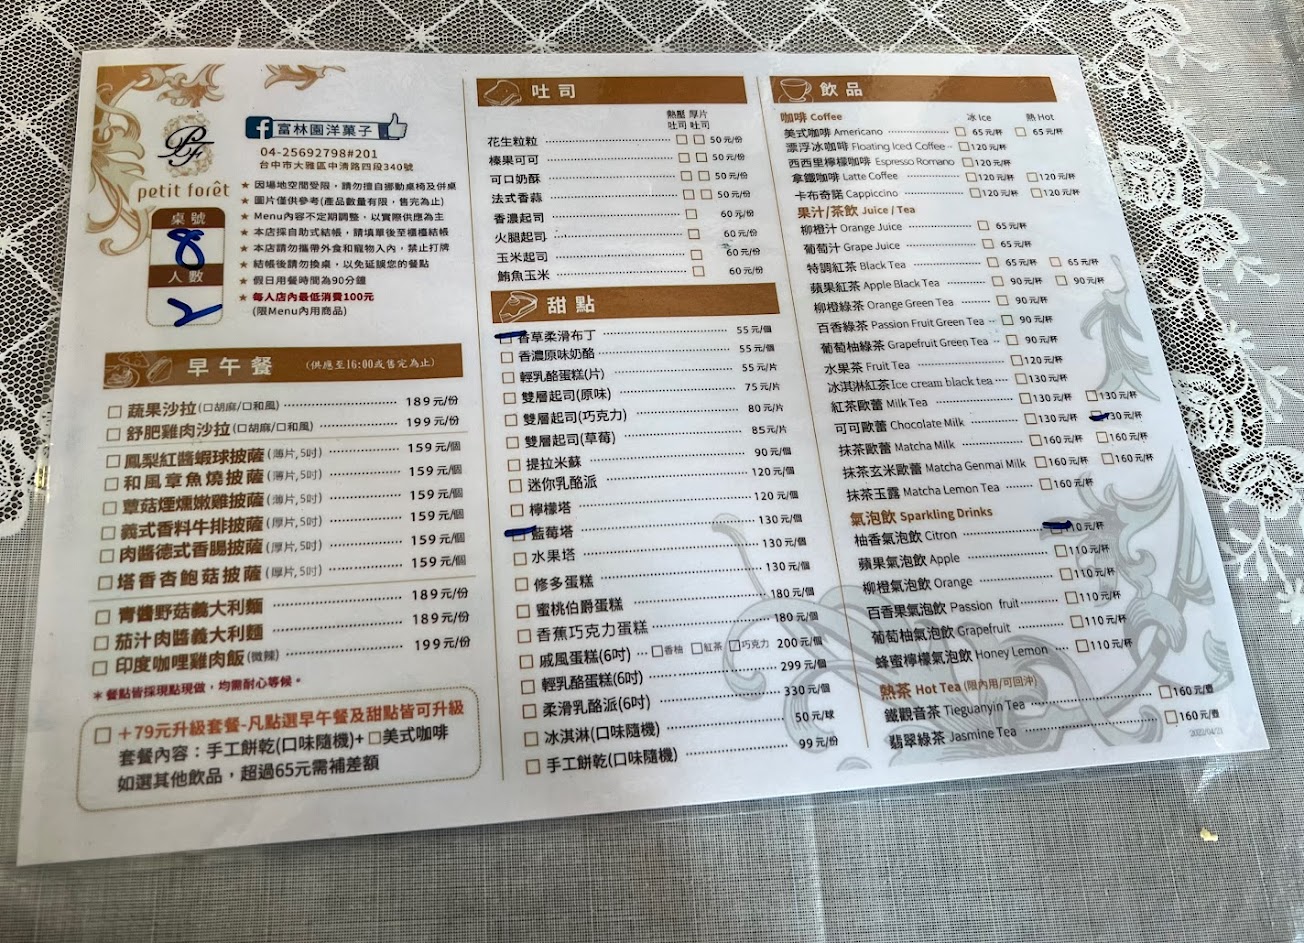 petit forêt
富林園洋菓子
04-25692798#201
台中市大雅區中清路四段340號
★ 因場地空間受限，請勿擅自挪動桌椅及併桌
★ 圖片僅供參考(產品數量有限，售完為止)
★ Menu內容不定期調整，以實際供應為主
★ 本店採自助式結帳，請填單後至櫃檯結帳
★ 本店請勿攜帶外食和寵物入內，禁止打牌
★ 結帳後請勿換桌，以免延誤您的餐點
★ 假日用餐時間為90分鐘
★ 每人店內最低消費100元
(限Menu內用商品)
桌號
8
人數
2
早午餐 (供應至16:00或售完為止)
□ 蔬果沙拉(□胡麻/□和風) 189元/份
□ 舒肥雞肉沙拉(□胡麻/□和風) 199元/份
□ 鳳梨紅醬蝦球披薩(薄片,5吋) 159元/個
□ 和風章魚燒披薩(薄片,5吋) 159元/個
□ 蕈菇煙燻嫩雞披薩(薄片,5吋) 159元/個
□ 義式香料牛排披薩(厚片,5吋) 159元/個
□ 肉醬德式香腸披薩(厚片,5吋) 159元/個
□ 塔香杏鮑菇披薩(厚片,5吋) 159元/個
□ 青醬野菇義大利麵 189元/份
□ 茄汁肉醬義大利麵 189元/份
□ 印度咖哩雞肉飯(微辣) 199元/份
＊餐點皆採現點現做，均需耐心等候。
□ ＋79元升級套餐-凡點選早午餐及甜點皆可升級
套餐內容：手工餅乾(口味隨機)+ □美式咖啡
如選其他飲品，超過65元需補差額
吐司
熱壓吐司 厚片吐司
花生粒粒 □ □ 50元/份
榛果可可 □ □ 50元/份
可口奶酥 □ □ 50元/份
法式香蒜 □ □ 50元/份
香濃起司 □ 60元/份
火腿起司 □ 60元/份
玉米起司 □ 60元/份
鮪魚玉米 □ 60元/份
甜點
□ 香草柔滑布丁 55元/個
□ 香濃原味奶酪 55元/個
□ 輕乳酪蛋糕(片) 55元/片
□ 雙層起司(原味) 75元/片
□ 雙層起司(巧克力) 80元/片
□ 雙層起司(草莓) 85元/片
□ 提拉米蘇 90元/個
□ 迷你乳酪派 120元/個
□ 檸檬塔 120元/個
□ 藍莓塔 130元/個
□ 水果塔 130元/個
□ 修多蛋糕 130元/個
□ 蜜桃伯爵蛋糕 180元/個
□ 香蕉巧克力蛋糕 180元/個
□ 戚風蛋糕(6吋) □香柚 □紅茶 □巧克力 200元/個
□ 輕乳酪蛋糕(6吋) 299元/個
□ 柔滑乳酪派(6吋) 330元/個
□ 冰淇淋(口味隨機) 50元/球
□ 手工餅乾(口味隨機) 99元/份
飲品
咖啡 Coffee 冰 Ice 熱 Hot
美式咖啡 Americano □ 65元/杯 □ 65元/杯
漂浮冰咖啡 Floating Iced Coffee □120元/杯
西西里檸檬咖啡 Espresso Romano □120元/杯
拿鐵咖啡 Latte Coffee □120元/杯 □120元/杯
卡布奇諾 Cappiccino □120元/杯 □120元/杯
果汁/茶飲 Juice / Tea
柳橙汁 Orange Juice □ 65元/杯
葡萄汁 Grape Juice □ 65元/杯
特調紅茶 Black Tea □ 65元/杯 □ 65元/杯
蘋果紅茶 Apple Black Tea □ 90元/杯 □ 90元/杯
柳橙綠茶 Orange Green Tea □ 90元/杯
百香綠茶 Passion Fruit Green Tea □ 90元/杯
葡萄柚綠茶 Grapefruit Green Tea □ 90元/杯
水果茶 Fruit Tea □120元/杯
冰淇淋紅茶 Ice cream black tea □130元/杯
紅茶歐蕾 Milk Tea □130元/杯 □130元/杯
可可歐蕾 Chocolate Milk □130元/杯 □130元/杯
抹茶歐蕾 Matcha Milk □160元/杯 □160元/杯
抹茶玄米歐蕾 Matcha Genmai Milk □160元/杯 □160元/杯
抹茶玉露 Matcha Lemon Tea □160元/杯
氣泡飲 Sparkling Drinks
柚香氣泡飲 Citron □110元/杯
蘋果氣泡飲 Apple □110元/杯
柳橙氣泡飲 Orange □110元/杯
百香果氣泡飲 Passion fruit □110元/杯
葡萄柚氣泡飲 Grapefruit □110元/杯
蜂蜜檸檬氣泡飲 Honey Lemon □110元/杯
熱茶 Hot Tea (限內用/可回沖)
鐵觀音茶 Tieguanyin Tea □160元/壺
翡翠綠茶 Jasmine Tea □160元/壺
2022/04/21